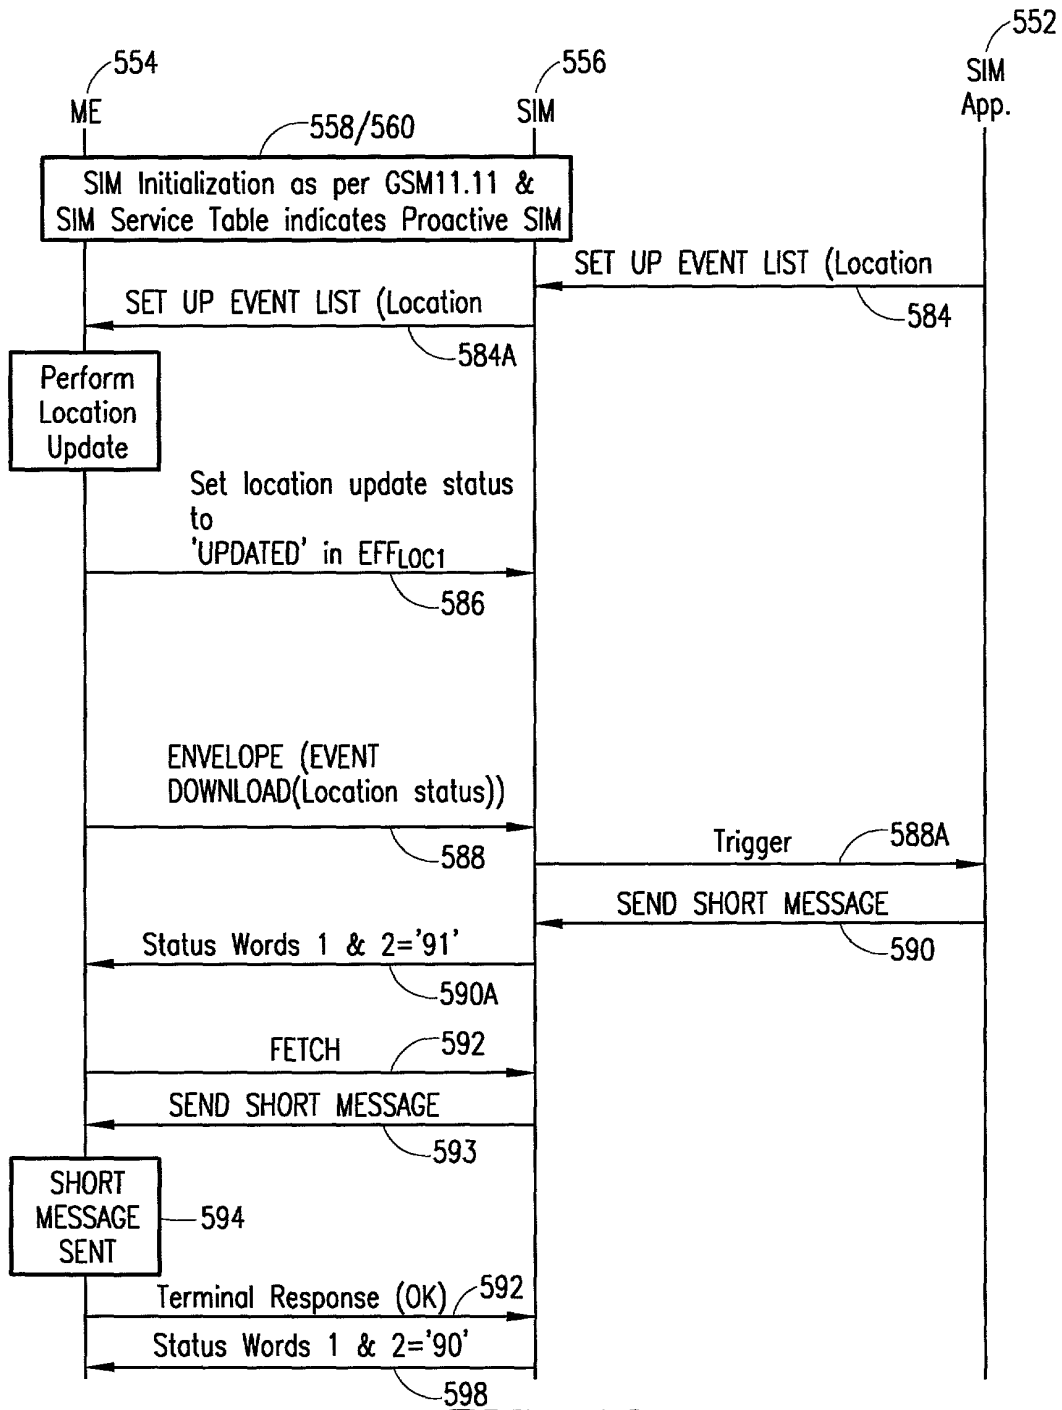 552
554
556
SIM
App.
ME
SIM
558/560
SIM Initialization as per GSM11.11 &
SIM Service Table indicates Proactive SIM
SET UP EVENT LIST (Location
584
SET UP EVENT LIST (Location
584A
Perform
Location
Update
Set location update status
to
'UPDATED' in EFFLOC1
586
ENVELOPE (EVENT
DOWNLOAD(Location status))
588
Trigger
588A
SEND SHORT MESSAGE
590
Status Words 1 & 2='91'
590A
FETCH
592
SEND SHORT MESSAGE
593
SHORT
MESSAGE
SENT
594
Terminal Response (OK)
592
Status Words 1 & 2='90'
598